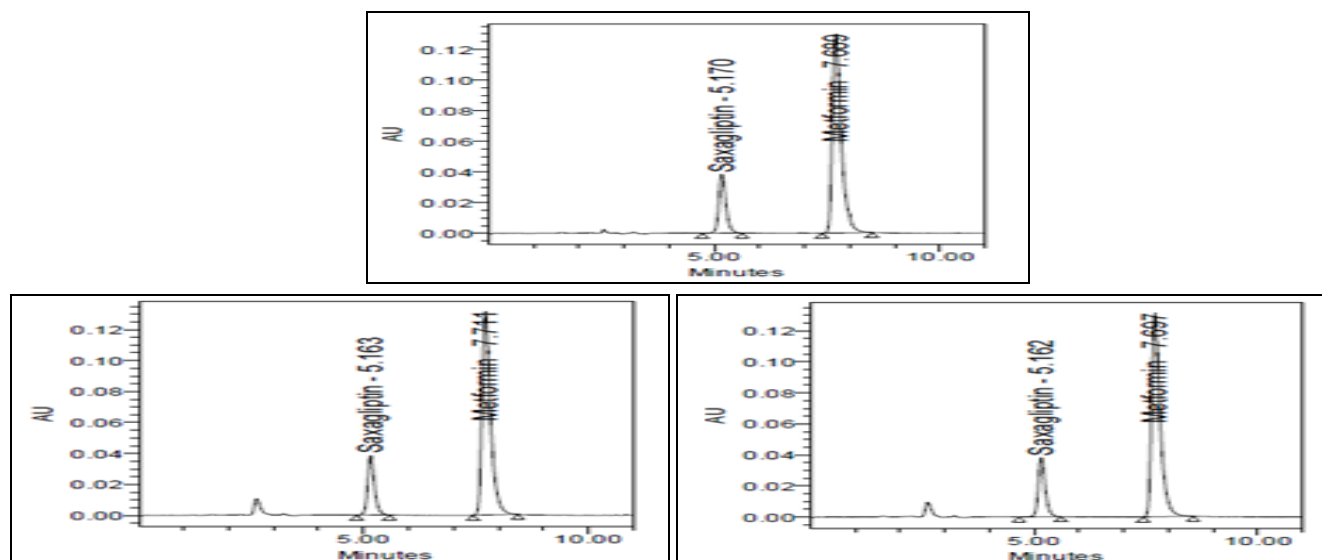 0.12
0.10
0.08
0.06
0.04
0.02
0.00
AU
Saxagliptin - 5.170
Metformin - 7.689
5.00
10.00
Minutes
0.12
0.10
0.08
0.06
0.04
0.02
0.00
AU
Saxagliptin - 5.163
Metformin - 7.711
5.00
10.00
Minutes
0.12
0.10
0.08
0.06
0.04
0.02
0.00
AU
Saxagliptin - 5.162
Metformin - 7.697
5.00
10.00
Minutes